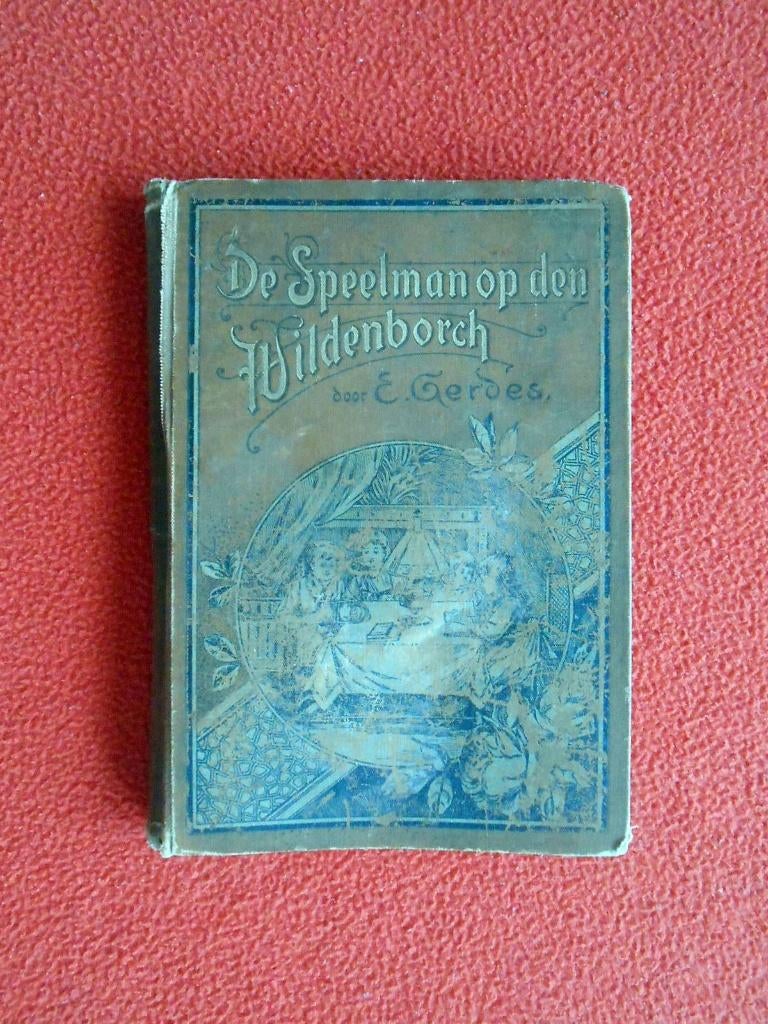 De Speelman op den
Wildenborch
door E. Gerdes,